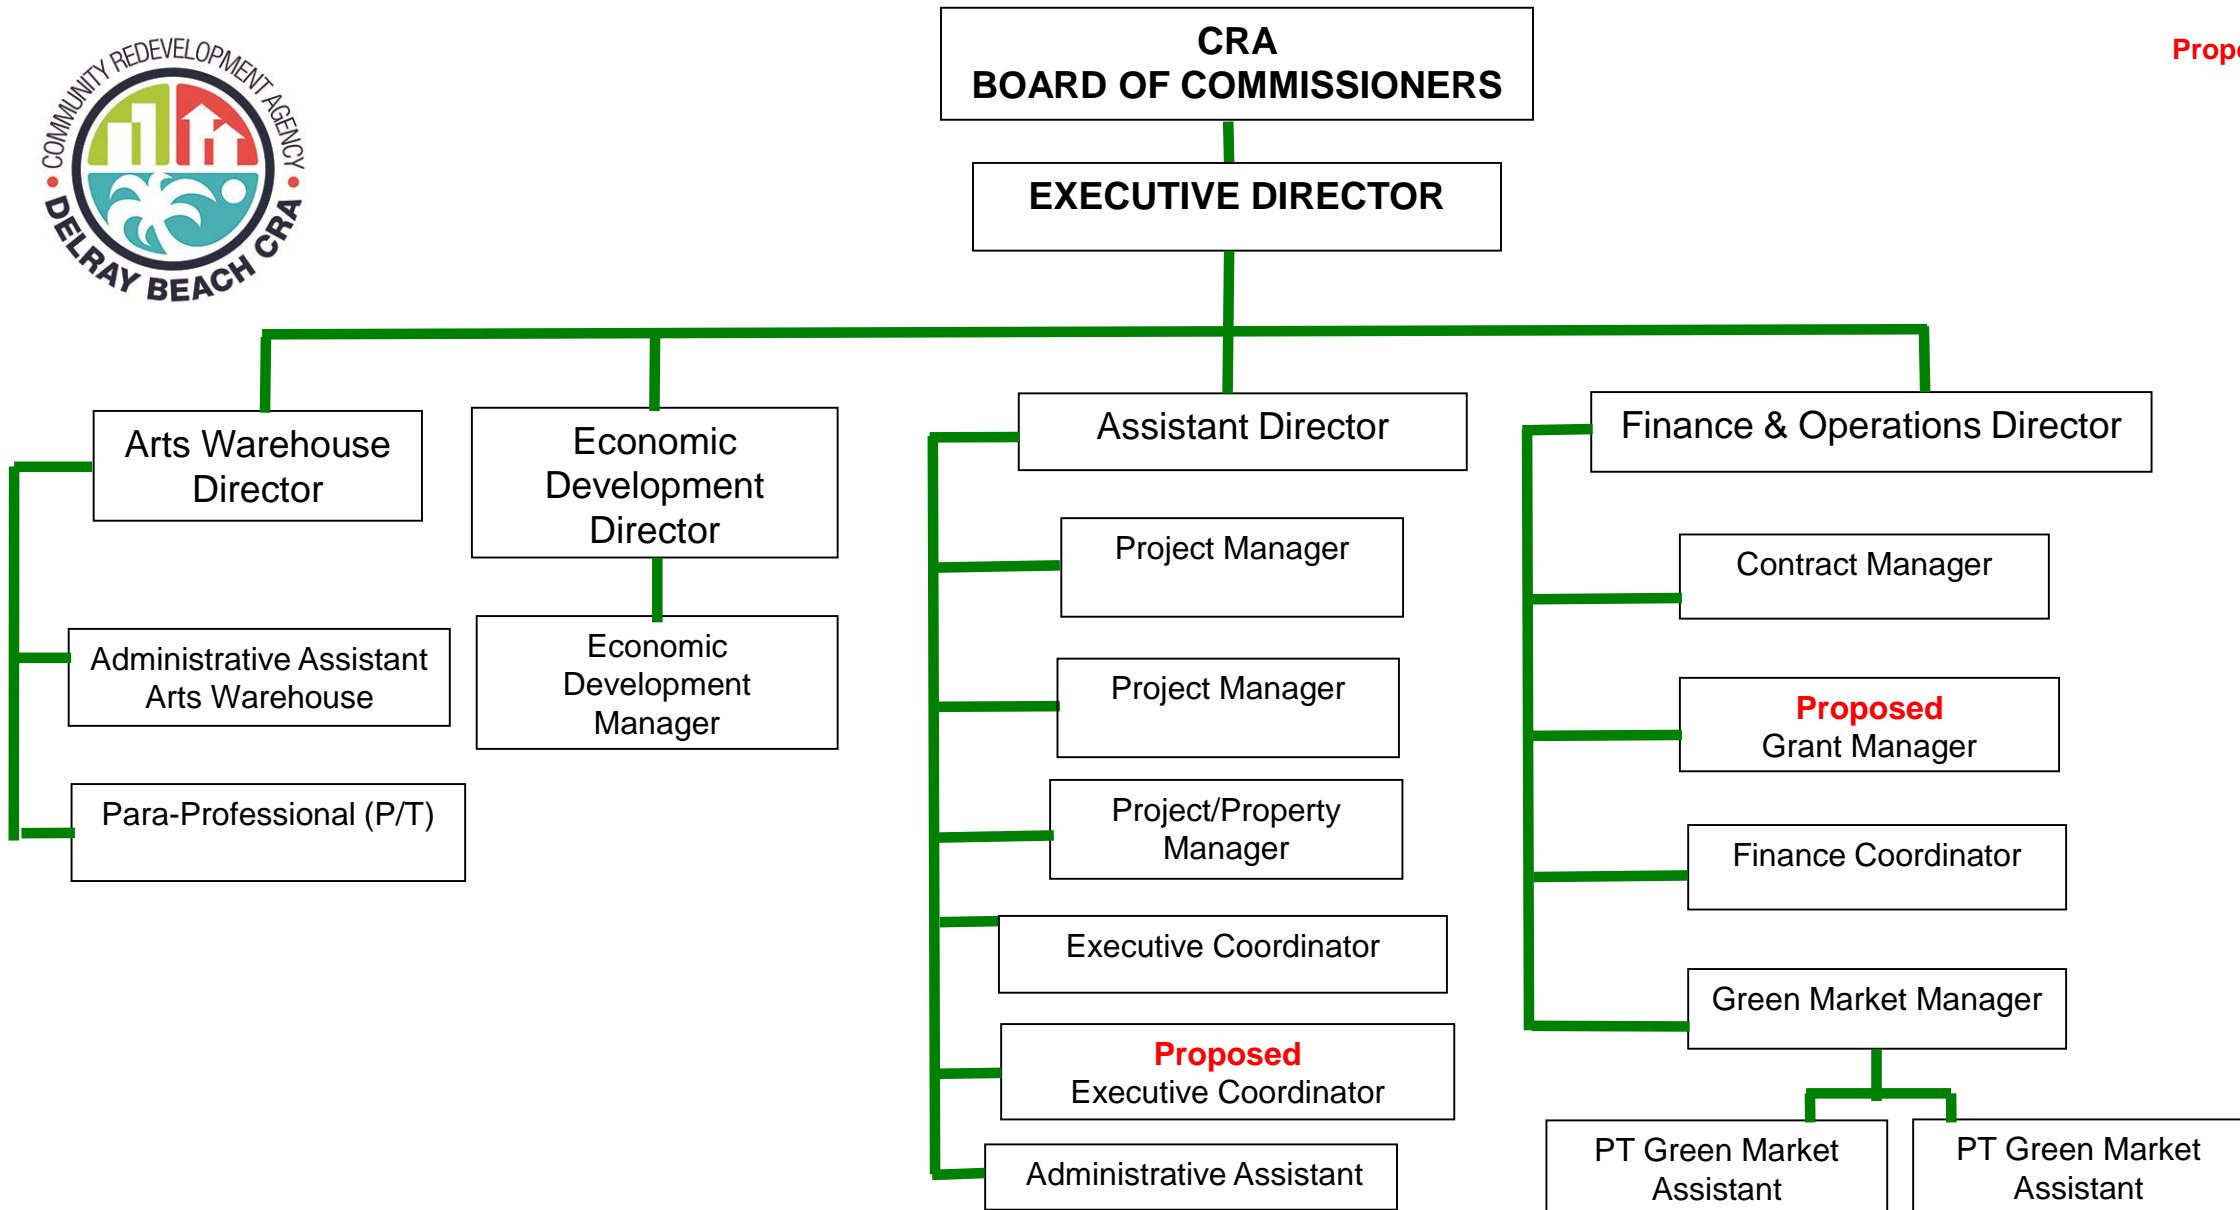 COMMUNITY REDEVELOPMENT AGENCY
DELRAY BEACH CRA
CRA
BOARD OF COMMISSIONERS
EXECUTIVE DIRECTOR
Arts Warehouse
Director
Administrative Assistant
Arts Warehouse
Para-Professional (P/T)
Economic
Development
Director
Economic
Development
Manager
Assistant Director
Project Manager
Project Manager
Project/Property
Manager
Executive Coordinator
Proposed
Executive Coordinator
Administrative Assistant
Finance & Operations Director
Contract Manager
Proposed
Grant Manager
Finance Coordinator
Green Market Manager
PT Green Market
Assistant
PT Green Market
Assistant